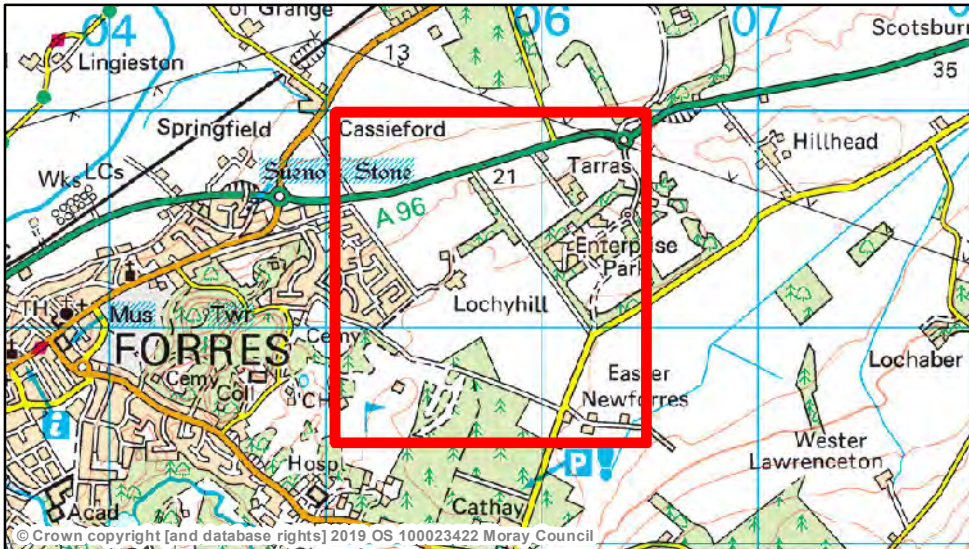 of Grange
04
06
07
Scotsburn
Lingieston
13
35
Springfield
Cassieford
Hillhead
Sueno Stone
Tarras
Wks LCs
21
A 96
Enterprise
Park
TH
Mus
Twr
Lochyhill
Cemy
FORRES
Lochaber
Cemy
Coll
CH
Easter
Newforres
Hospl
P
Wester
Lawrenceton
i
Acad
Cathay
© Crown copyright [and database rights] 2019 OS 100023422 Moray Council